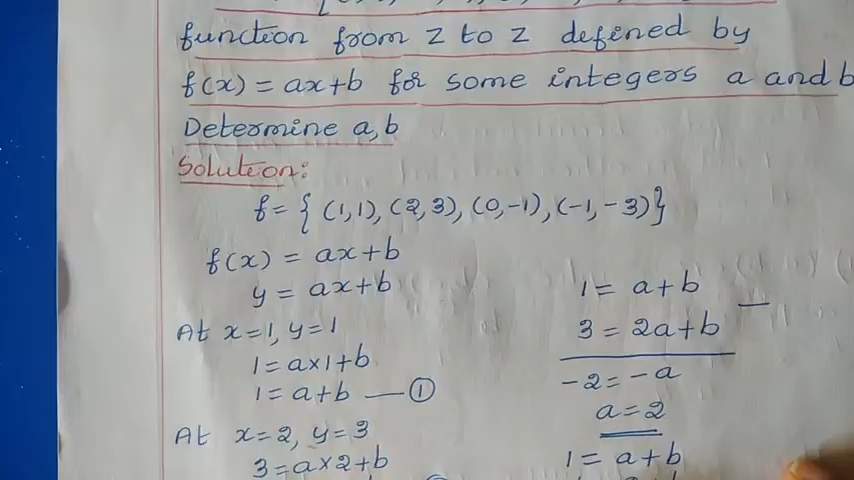 function from Z to Z defined by
f(x) = ax+b for some integers a and b
Determine a,b
Solution:
f= { (1,1), (2,3), (0,-1), (-1,-3)}
f(x) = ax+b
y = ax+b
At x=1, y=1
1=a×1+b
1=a+b —①
At x=2, y=3
3=a×2+b
1= a+b
3 = 2a+b —
-2=-a
a=2
1= a+b